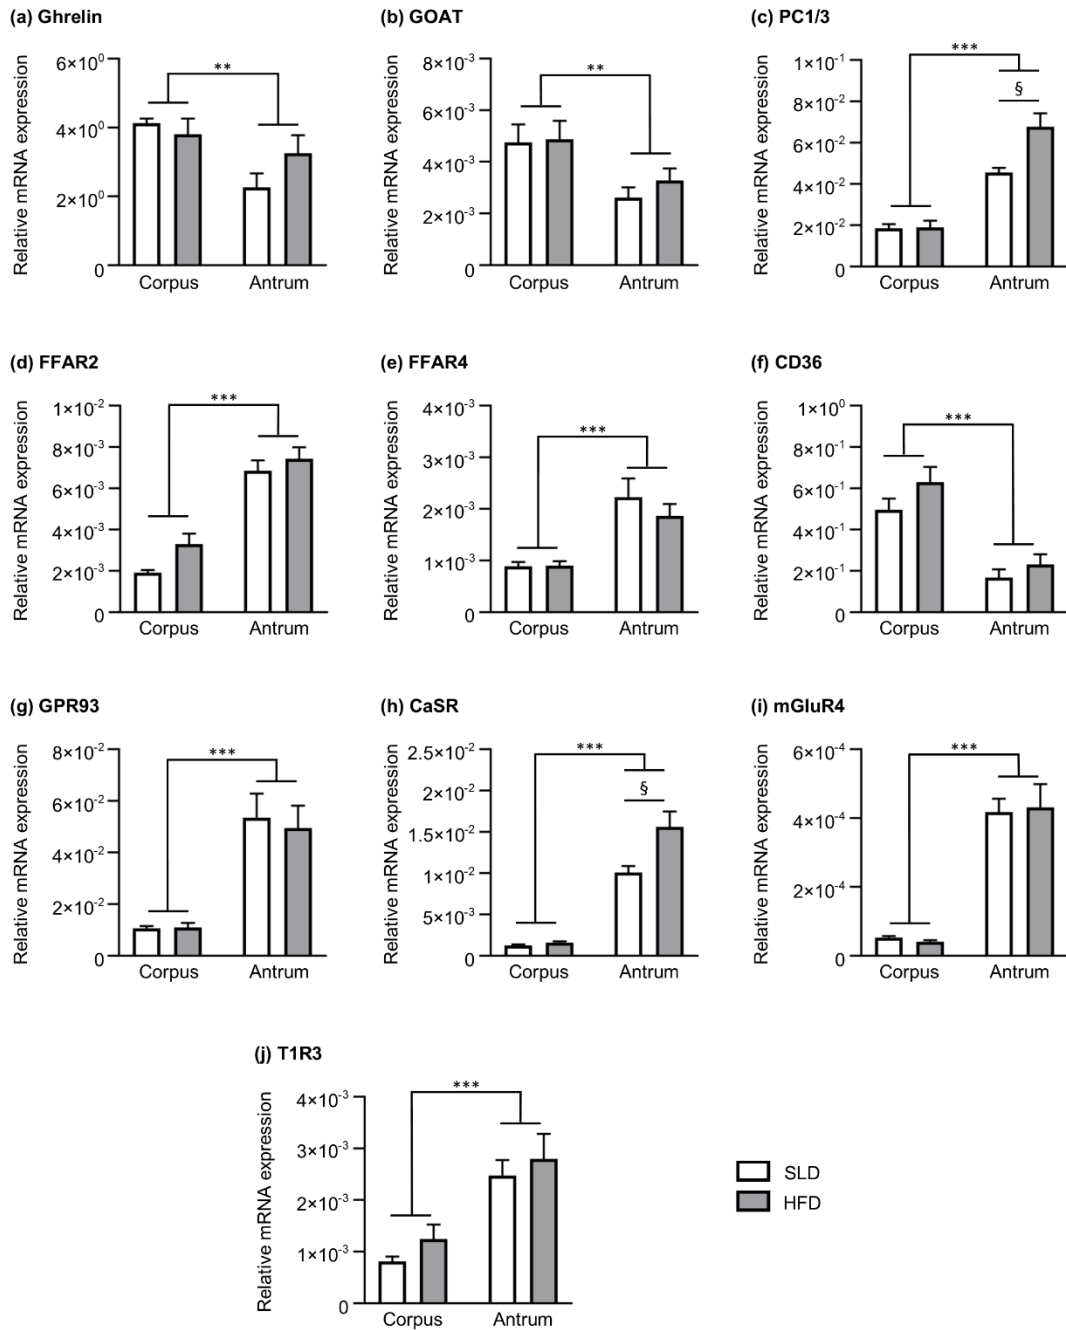 (a) Ghrelin
Relative mRNA expression
6×10⁰
4×10⁰
2×10⁰
0
**
Corpus Antrum
(b) GOAT
Relative mRNA expression
8×10⁻³
6×10⁻³
4×10⁻³
2×10⁻³
0
**
Corpus Antrum
(c) PC1/3
Relative mRNA expression
1×10⁻¹
8×10⁻²
6×10⁻²
4×10⁻²
2×10⁻²
0
***
§
Corpus Antrum
(d) FFAR2
Relative mRNA expression
1×10⁻²
8×10⁻³
6×10⁻³
4×10⁻³
2×10⁻³
0
***
Corpus Antrum
(e) FFAR4
Relative mRNA expression
4×10⁻³
3×10⁻³
2×10⁻³
1×10⁻³
0
***
Corpus Antrum
(f) CD36
Relative mRNA expression
1×10⁰
8×10⁻¹
6×10⁻¹
4×10⁻¹
2×10⁻¹
0
***
Corpus Antrum
(g) GPR93
Relative mRNA expression
8×10⁻²
6×10⁻²
4×10⁻²
2×10⁻²
0
***
Corpus Antrum
(h) CaSR
Relative mRNA expression
2.5×10⁻²
2×10⁻²
1.5×10⁻²
1×10⁻²
5×10⁻³
0
***
§
Corpus Antrum
(i) mGluR4
Relative mRNA expression
6×10⁻⁴
4×10⁻⁴
2×10⁻⁴
0
***
Corpus Antrum
(j) T1R3
Relative mRNA expression
4×10⁻³
3×10⁻³
2×10⁻³
1×10⁻³
0
***
Corpus Antrum
SLD
HFD